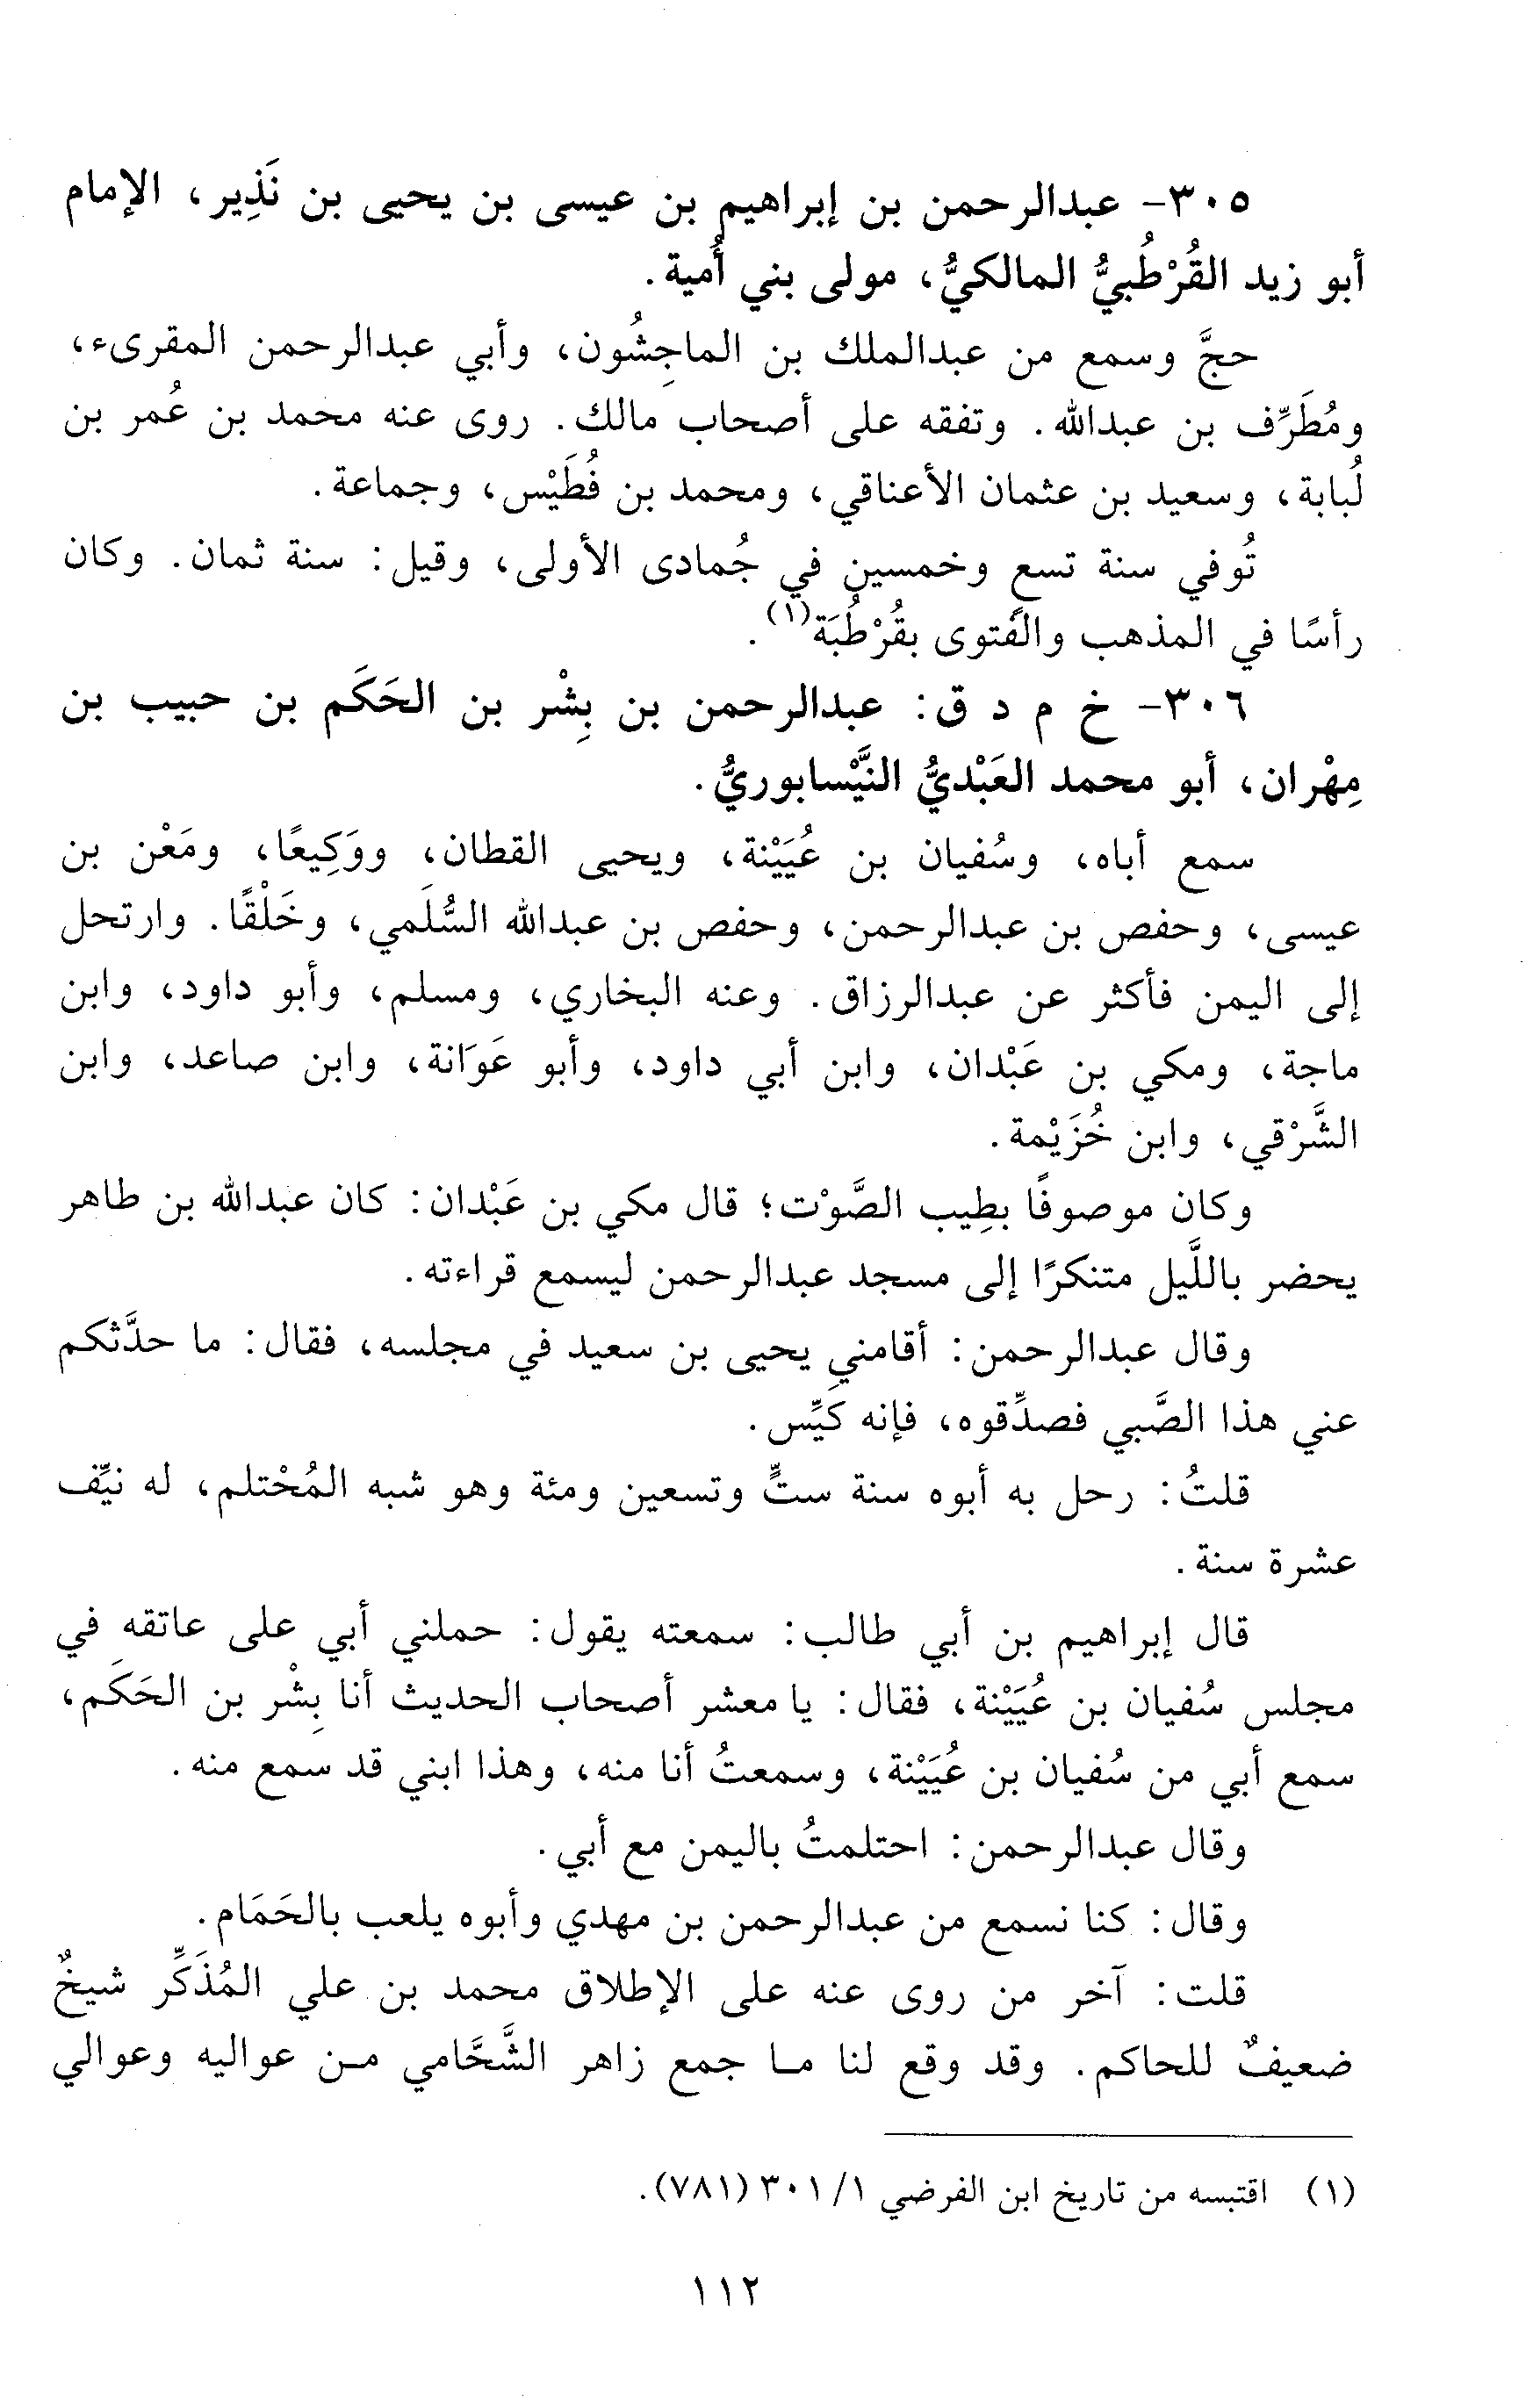 ٣٠٥- عبدالرحمن بن إبراهيم بن عيسى بن يحيى بن نَذِير، الإمام
أبو زيد القُرْطُبيُّ المالكيُّ، مولى بني أُمية.
حجَّ وسمع من عبدالملك بن الماجِشُون، وأبي عبدالرحمن المقرىء،
ومُطَرِّف بن عبدالله. وتفقه على أصحاب مالك. روى عنه محمد بن عُمر بن
لُبابة، وسعيد بن عثمان الأعناقي، ومحمد بن فُطَيْس، وجماعة.
تُوفي سنة تسعٍ وخمسين في جُمادى الأولى، وقيل: سنة ثمان. وكان
رأسًا في المذهب والفتوى بقُرْطُبَة(١).
٣٠٦- خ م د ق: عبدالرحمن بن بِشْر بن الحَكَم بن حبيب بن
مِهْران، أبو محمد العَبْديُّ النَّيْسابوريُّ.
سمع أباه، وسُفيان بن عُيَيْنة، ويحيى القطان، ووَكِيعًا، ومَعْن بن
عيسى، وحفص بن عبدالرحمن، وحفص بن عبدالله السُّلَمي، وخَلْقًا. وارتحل
إلى اليمن فأكثر عن عبدالرزاق. وعنه البخاري، ومسلم، وأبو داود، وابن
ماجة، ومكي بن عَبْدان، وابن أبي داود، وأبو عَوَانة، وابن صاعد، وابن
الشَّرْقي، وابن خُزَيْمة.
وكان موصوفًا بطِيب الصَّوْت؛ قال مكي بن عَبْدان: كان عبدالله بن طاهر
يحضر باللَّيل متنكرًا إلى مسجد عبدالرحمن ليسمع قراءته.
وقال عبدالرحمن: أقامني يحيى بن سعيد في مجلسه، فقال: ما حدَّثكم
عني هذا الصَّبي فصدِّقوه، فإنه كَيِّس.
قلتُ: رحل به أبوه سنة ستٍّ وتسعين ومئة وهو شبه المُحْتلم، له نيِّف
عشرة سنة.
قال إبراهيم بن أبي طالب: سمعته يقول: حملني أبي على عاتقه في
مجلس سُفيان بن عُيَيْنة، فقال: يا معشر أصحاب الحديث أنا بِشْر بن الحَكَم،
سمع أبي من سُفيان بن عُيَيْنة، وسمعتُ أنا منه، وهذا ابني قد سمع منه.
وقال عبدالرحمن: احتلمتُ باليمن مع أبي.
وقال: كنا نسمع من عبدالرحمن بن مهدي وأبوه يلعب بالحَمَام.
قلت: آخر من روى عنه على الإطلاق محمد بن علي المُذَكِّر شيخٌ
ضعيفٌ للحاكم. وقد وقع لنا ما جمع زاهر الشَّحَّامي من عواليه وعوالي
(١) اقتبسه من تاريخ ابن الفرضي ١/ ٣٠١ (٧٨١).
١١٢